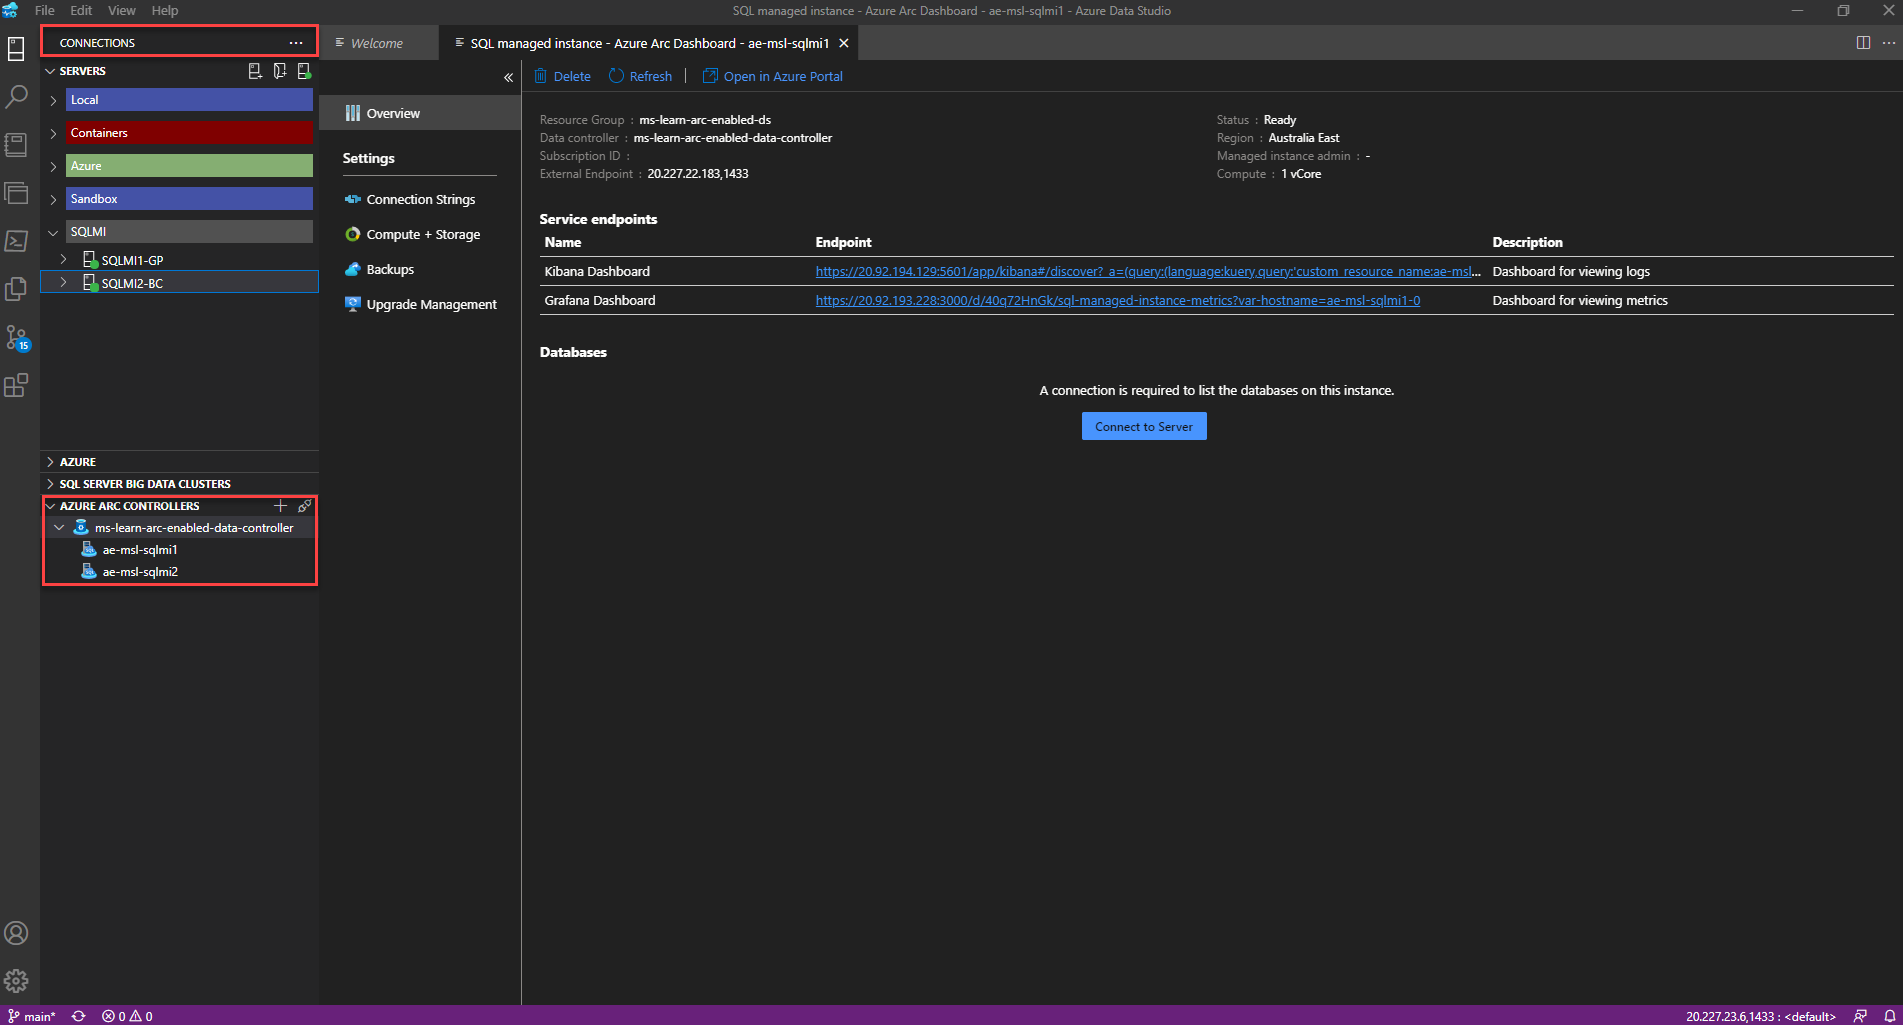 File Edit View Help
SQL managed instance - Azure Arc Dashboard - ae-msl-sqlmi1 - Azure Data Studio
CONNECTIONS
Welcome
SQL managed instance - Azure Arc Dashboard - ae-msl-sqlmi1
SERVERS
Local
Containers
Azure
Sandbox
SQLMI
SQLMI1-GP
SQLMI2-BC
15
AZURE
SQL SERVER BIG DATA CLUSTERS
AZURE ARC CONTROLLERS
ms-learn-arc-enabled-data-controller
ae-msl-sqlmi1
ae-msl-sqlmi2
Overview
Settings
Connection Strings
Compute + Storage
Backups
Upgrade Management
Delete Refresh | Open in Azure Portal
Resource Group : ms-learn-arc-enabled-ds
Data controller : ms-learn-arc-enabled-data-controller
Subscription ID :
External Endpoint : 20.227.22.183,1433
Status : Ready
Region : Australia East
Managed instance admin : -
Compute : 1 vCore
Service endpoints
Name Endpoint Description
Kibana Dashboard https://20.92.194.129:5601/app/kibana#/discover?_a=(query:(language:kuery,query:'custom_resource_name:ae-msl... Dashboard for viewing logs
Grafana Dashboard https://20.92.193.228:3000/d/40q72HnGk/sql-managed-instance-metrics?var-hostname=ae-msl-sqlmi1-0 Dashboard for viewing metrics
Databases
A connection is required to list the databases on this instance.
Connect to Server
main* 0 0
20.227.23.6,1433 : <default>